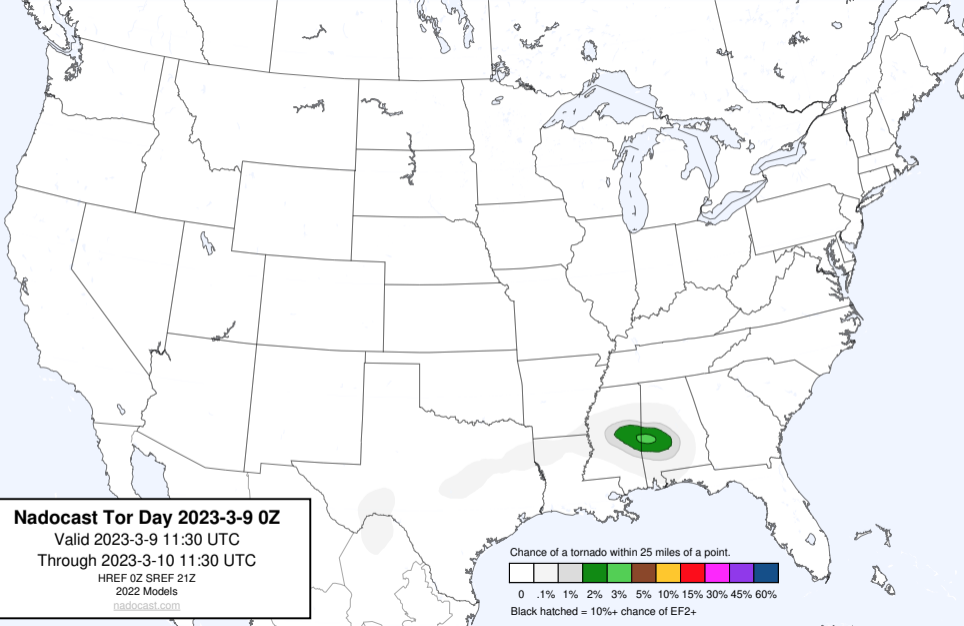 Nadocast Tor Day 2023-3-9 0Z
Valid 2023-3-9 11:30 UTC
Through 2023-3-10 11:30 UTC
HREF 0Z SREF 21Z
2022 Models
nadocast.com
Chance of a tornado within 25 miles of a point.
0 .1% 1% 2% 3% 5% 10% 15% 30% 45% 60%
Black hatched = 10%+ chance of EF2+